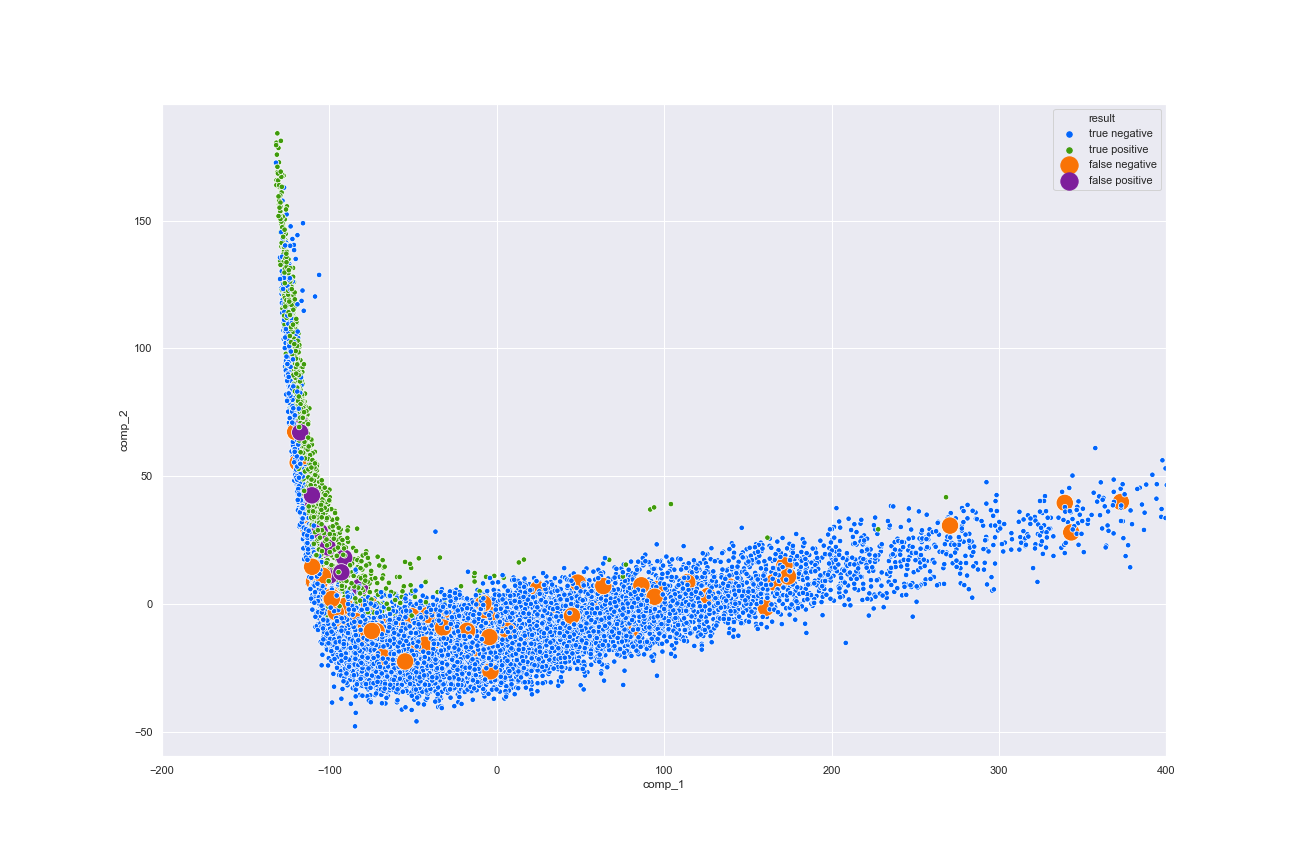 result
true negative
true positive
false negative
false positive
150
100
50
0
−50
comp_2
−200
−100
0
100
200
300
400
comp_1